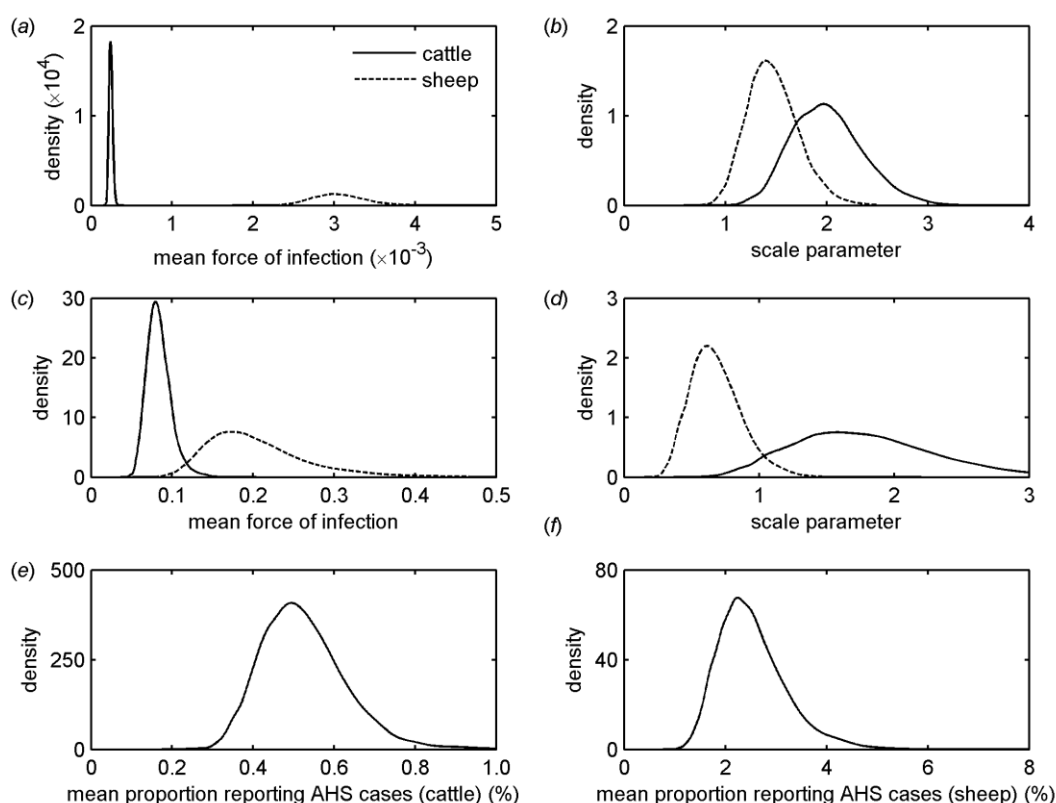 (a)
2
1
0
density (×10⁴)
0 1 2 3 4 5
mean force of infection (×10⁻³)
cattle
sheep
(b)
2
1
0
density
0 1 2 3 4
scale parameter
(c)
30
20
10
0
density
0 0.1 0.2 0.3 0.4 0.5
mean force of infection
(d)
3
2
1
0
density
0 1 2 3
scale parameter
(e)
500
250
0
density
0 0.2 0.4 0.6 0.8 1.0
mean proportion reporting AHS cases (cattle) (%)
(f)
80
40
0
density
0 2 4 6 8
mean proportion reporting AHS cases (sheep) (%)